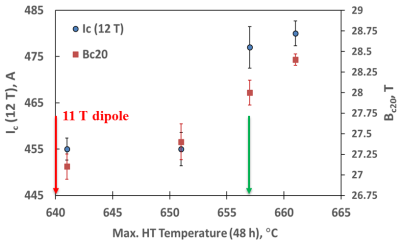 485
475
465
455
445
Ic (12 T), A
Ic (12 T)
Bc20
11 T dipole
29
28.75
28.5
28.25
28
27.75
27.5
27.25
27
26.75
Bc20, T
640 645 650 655 660 665
Max. HT Temperature (48 h), °C